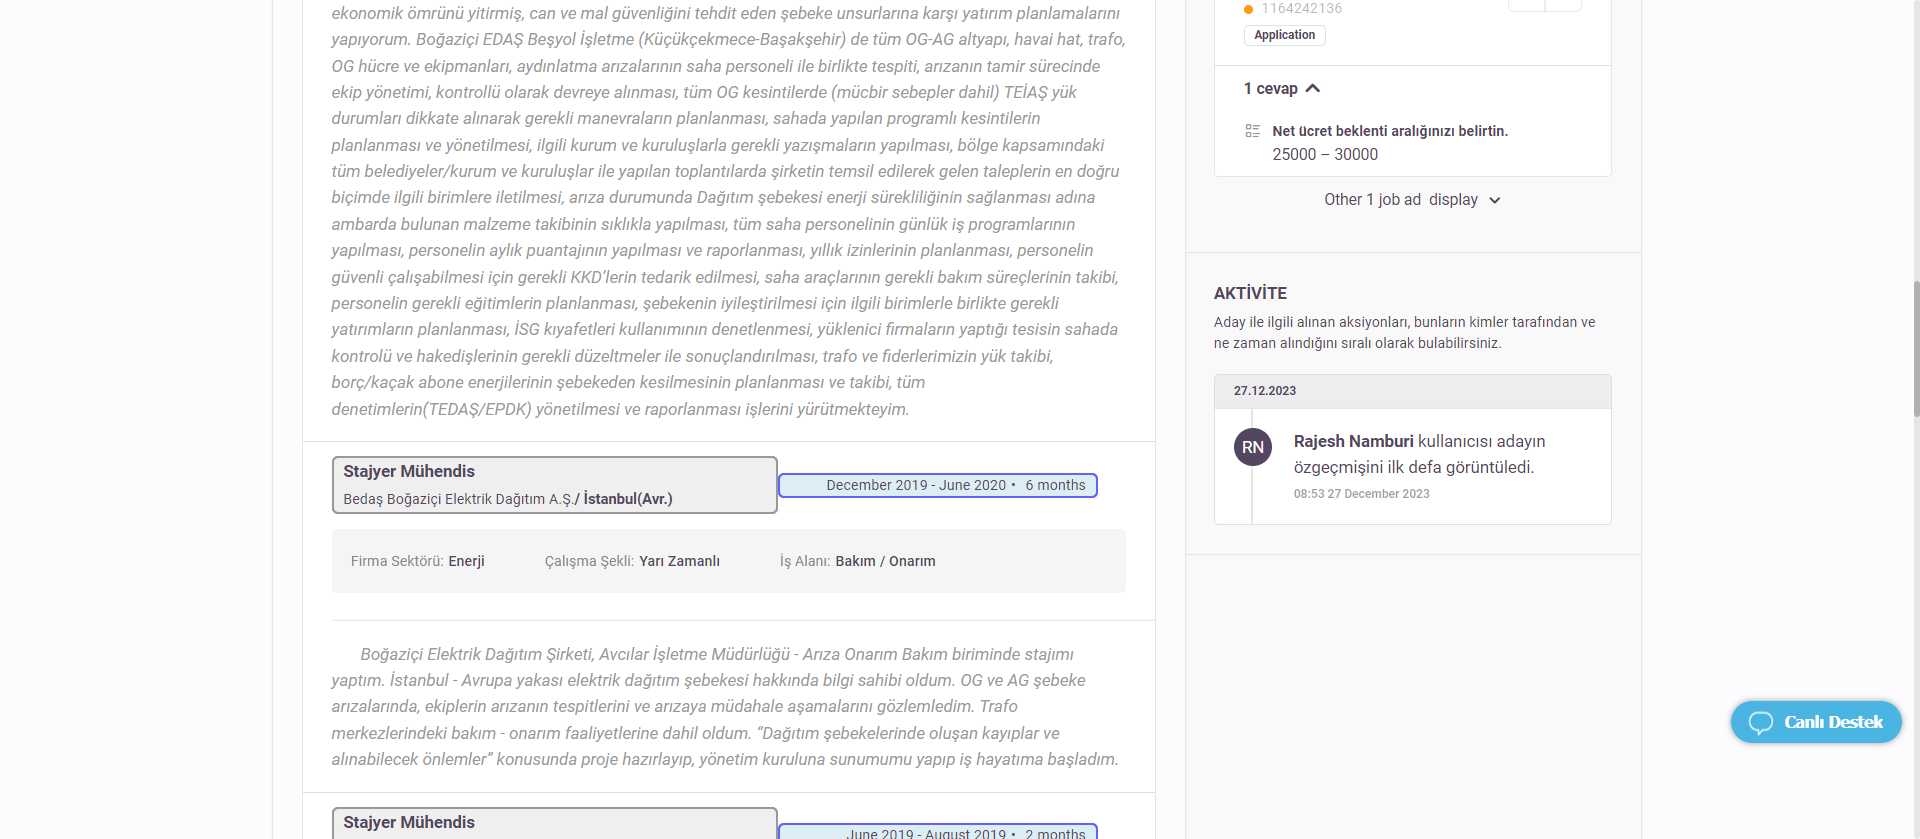 ekonomik ömrünü yitirmiş, can ve mal güvenliğini tehdit eden şebeke unsurlarına karşı yatırım planlamalarını
yapıyorum. Boğaziçi EDAŞ Beşyol İşletme (Küçükçekmece-Başakşehir) de tüm OG-AG altyapı, havai hat, trafo,
OG hücre ve ekipmanları, aydınlatma arızalarının saha personeli ile birlikte tespiti, arızanın tamir sürecinde
ekip yönetimi, kontrollü olarak devreye alınması, tüm OG kesintilerde (mücbir sebepler dahil) TEİAŞ yük
durumları dikkate alınarak gerekli manevraların planlanması, sahada yapılan programlı kesintilerin
planlanması ve yönetilmesi, ilgili kurum ve kuruluşlarla gerekli yazışmaların yapılması, bölge kapsamındaki
tüm belediyeler/kurum ve kuruluşlar ile yapılan toplantılarda şirketin temsil edilerek gelen taleplerin en doğru
biçimde ilgili birimlere iletilmesi, arıza durumunda Dağıtım şebekesi enerji sürekliliğinin sağlanması adına
ambarda bulunan malzeme takibinin sıklıkla yapılması, tüm saha personelinin günlük iş programlarının
yapılması, personelin aylık puantajının yapılması ve raporlanması, yıllık izinlerinin planlanması, personelin
güvenli çalışabilmesi için gerekli KKD’lerin tedarik edilmesi, saha araçlarının gerekli bakım süreçlerinin takibi,
personelin gerekli eğitimlerin planlanması, şebekenin iyileştirilmesi için ilgili birimlerle birlikte gerekli
yatırımların planlanması, İSG kıyafetleri kullanımının denetlenmesi, yüklenici firmaların yaptığı tesisin sahada
kontrolü ve hakedişlerinin gerekli düzeltmeler ile sonuçlandırılması, trafo ve fiderlerimizin yük takibi,
borç/kaçak abone enerjilerinin şebekeden kesilmesinin planlanması ve takibi, tüm
denetimlerin(TEDAŞ/EPDK) yönetilmesi ve raporlanması işlerini yürütmekteyim.
Stajyer Mühendis
Bedaş Boğaziçi Elektrik Dağıtım A.Ş./ İstanbul(Avr.)
December 2019 - June 2020 • 6 months
Firma Sektörü: Enerji
Çalışma Şekli: Yarı Zamanlı
İş Alanı: Bakım / Onarım
Boğaziçi Elektrik Dağıtım Şirketi, Avcılar İşletme Müdürlüğü - Arıza Onarım Bakım biriminde stajımı
yaptım. İstanbul - Avrupa yakası elektrik dağıtım şebekesi hakkında bilgi sahibi oldum. OG ve AG şebeke
arızalarında, ekiplerin arızanın tespitlerini ve arızaya müdahale aşamalarını gözlemledim. Trafo
merkezlerindeki bakım - onarım faaliyetlerine dahil oldum. “Dağıtım şebekelerinde oluşan kayıplar ve
alınabilecek önlemler” konusunda proje hazırlayıp, yönetim kuruluna sunumumu yapıp iş hayatıma başladım.
Stajyer Mühendis
June 2019 - August 2019 • 2 months
1164242136
Application
1 cevap
Net ücret beklenti aralığınızı belirtin.
25000 – 30000
Other 1 job ad display
AKTİVİTE
Aday ile ilgili alınan aksiyonları, bunların kimler tarafından ve
ne zaman alındığını sıralı olarak bulabilirsiniz.
27.12.2023
RN
Rajesh Namburi kullanıcısı adayın
özgeçmişini ilk defa görüntüledi.
08:53 27 December 2023
Canlı Destek